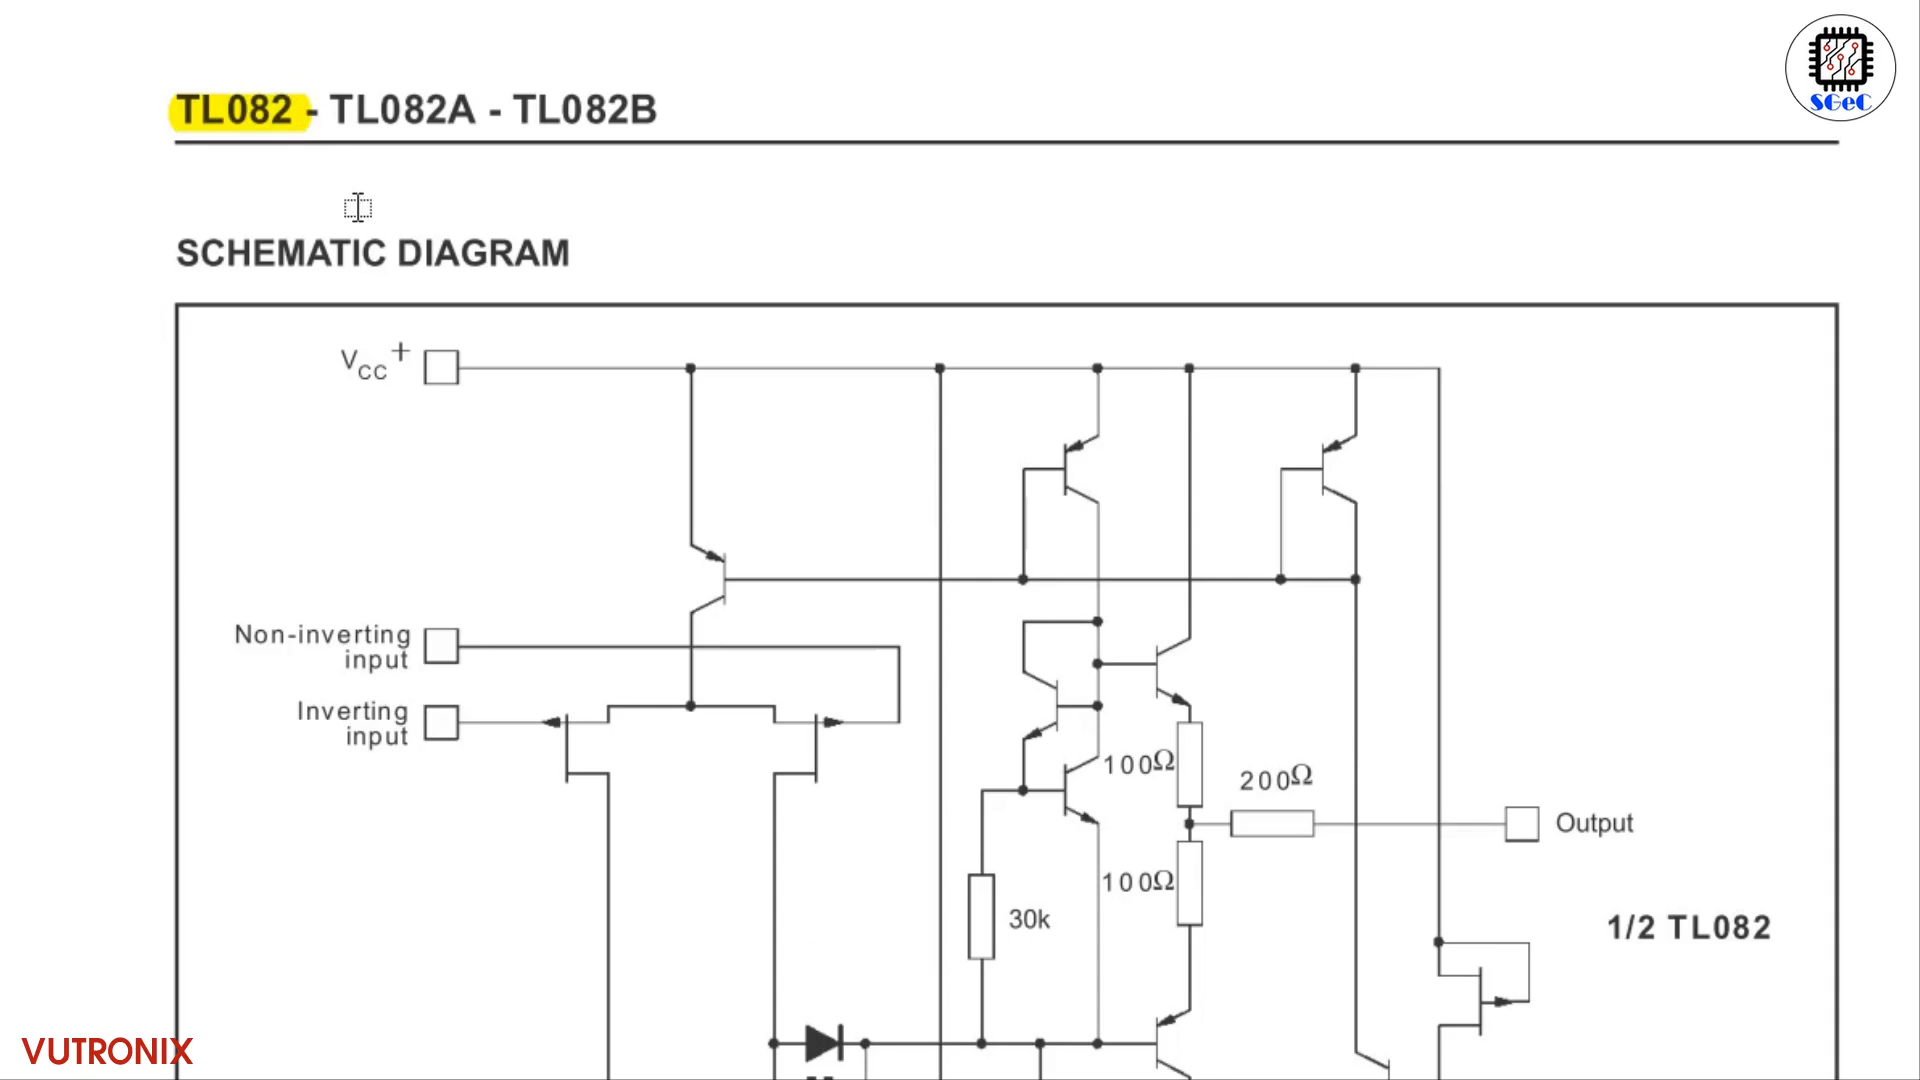 TL082 - TL082A - TL082B
SGeC
SCHEMATIC DIAGRAM
VCC +
Non-inverting
input
Inverting
input
100Ω
200Ω
Output
100Ω
30k
1/2 TL082
VUTRONIX